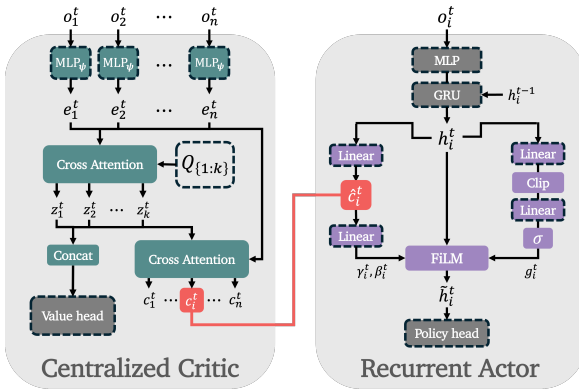 o_1^t o_2^t ⋯ o_n^t
MLP_ψ MLP_ψ ⋯ MLP_ψ
e_1^t e_2^t ⋯ e_n^t
Cross Attention
Q_{1:k}
z_1^t z_2^t ⋯ z_k^t
Concat
Cross Attention
Value head
c_1^t ⋯ c_i^t ⋯ c_n^t
Centralized Critic
o_i^t
MLP
GRU
h_i^{t-1}
h_i^t
Linear
Linear
ĉ_i^t
Clip
Linear
Linear
σ
FiLM
γ_i^t, β_i^t
g_i^t
h̃_i^t
Policy head
Recurrent Actor